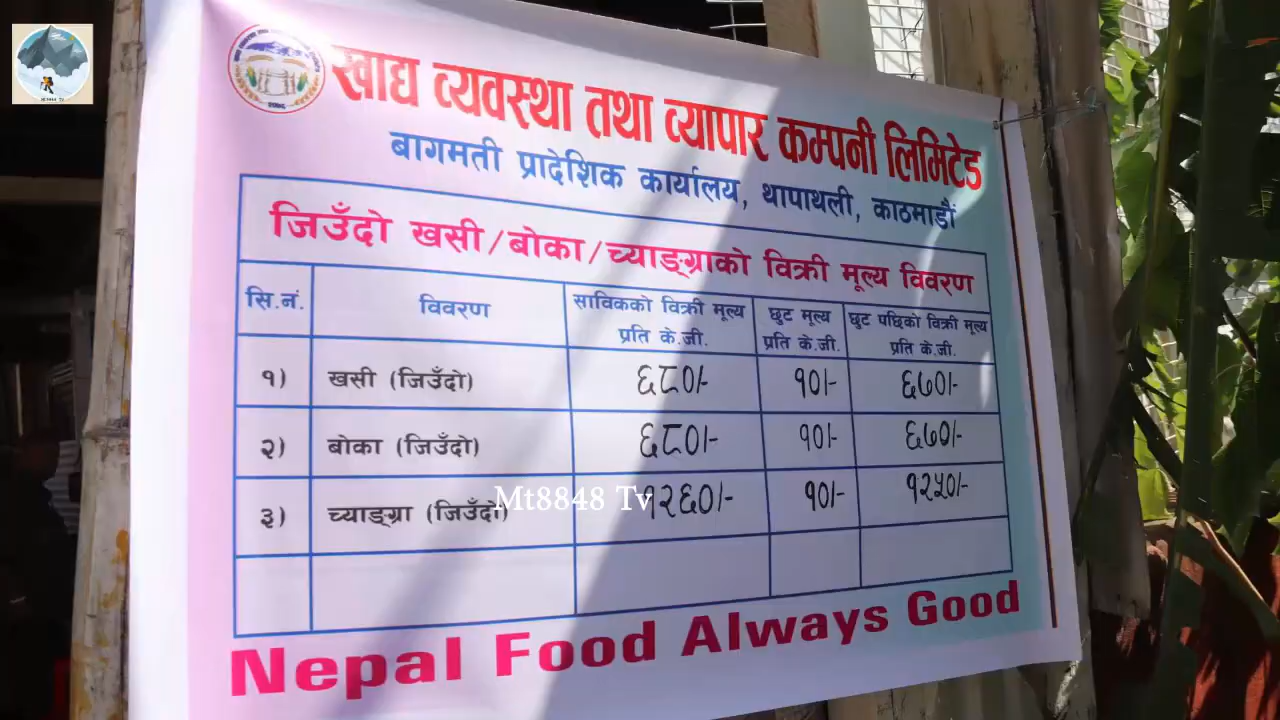 खाद्य व्यवस्था तथा व्यापार कम्पनी लिमिटेड
बागमती प्रादेशिक कार्यालय, थापाथली, काठमाडौं
जिउँदो खसी/बोका/च्याङ्ग्राको विक्री मूल्य विवरण
सि.नं. विवरण साविकको विक्री मूल्य प्रति के.जी. छुट मूल्य प्रति के.जी. छुट पछिको विक्री मूल्य प्रति के.जी.
१) खसी (जिउँदो) ६८०/- १०/- ६७०/-
२) बोका (जिउँदो) ६८०/- १०/- ६७०/-
३) च्याङ्ग्रा (जिउँदो) १२६०/- १०/- १२५०/-
Mt8848 Tv
Nepal Food Always Good